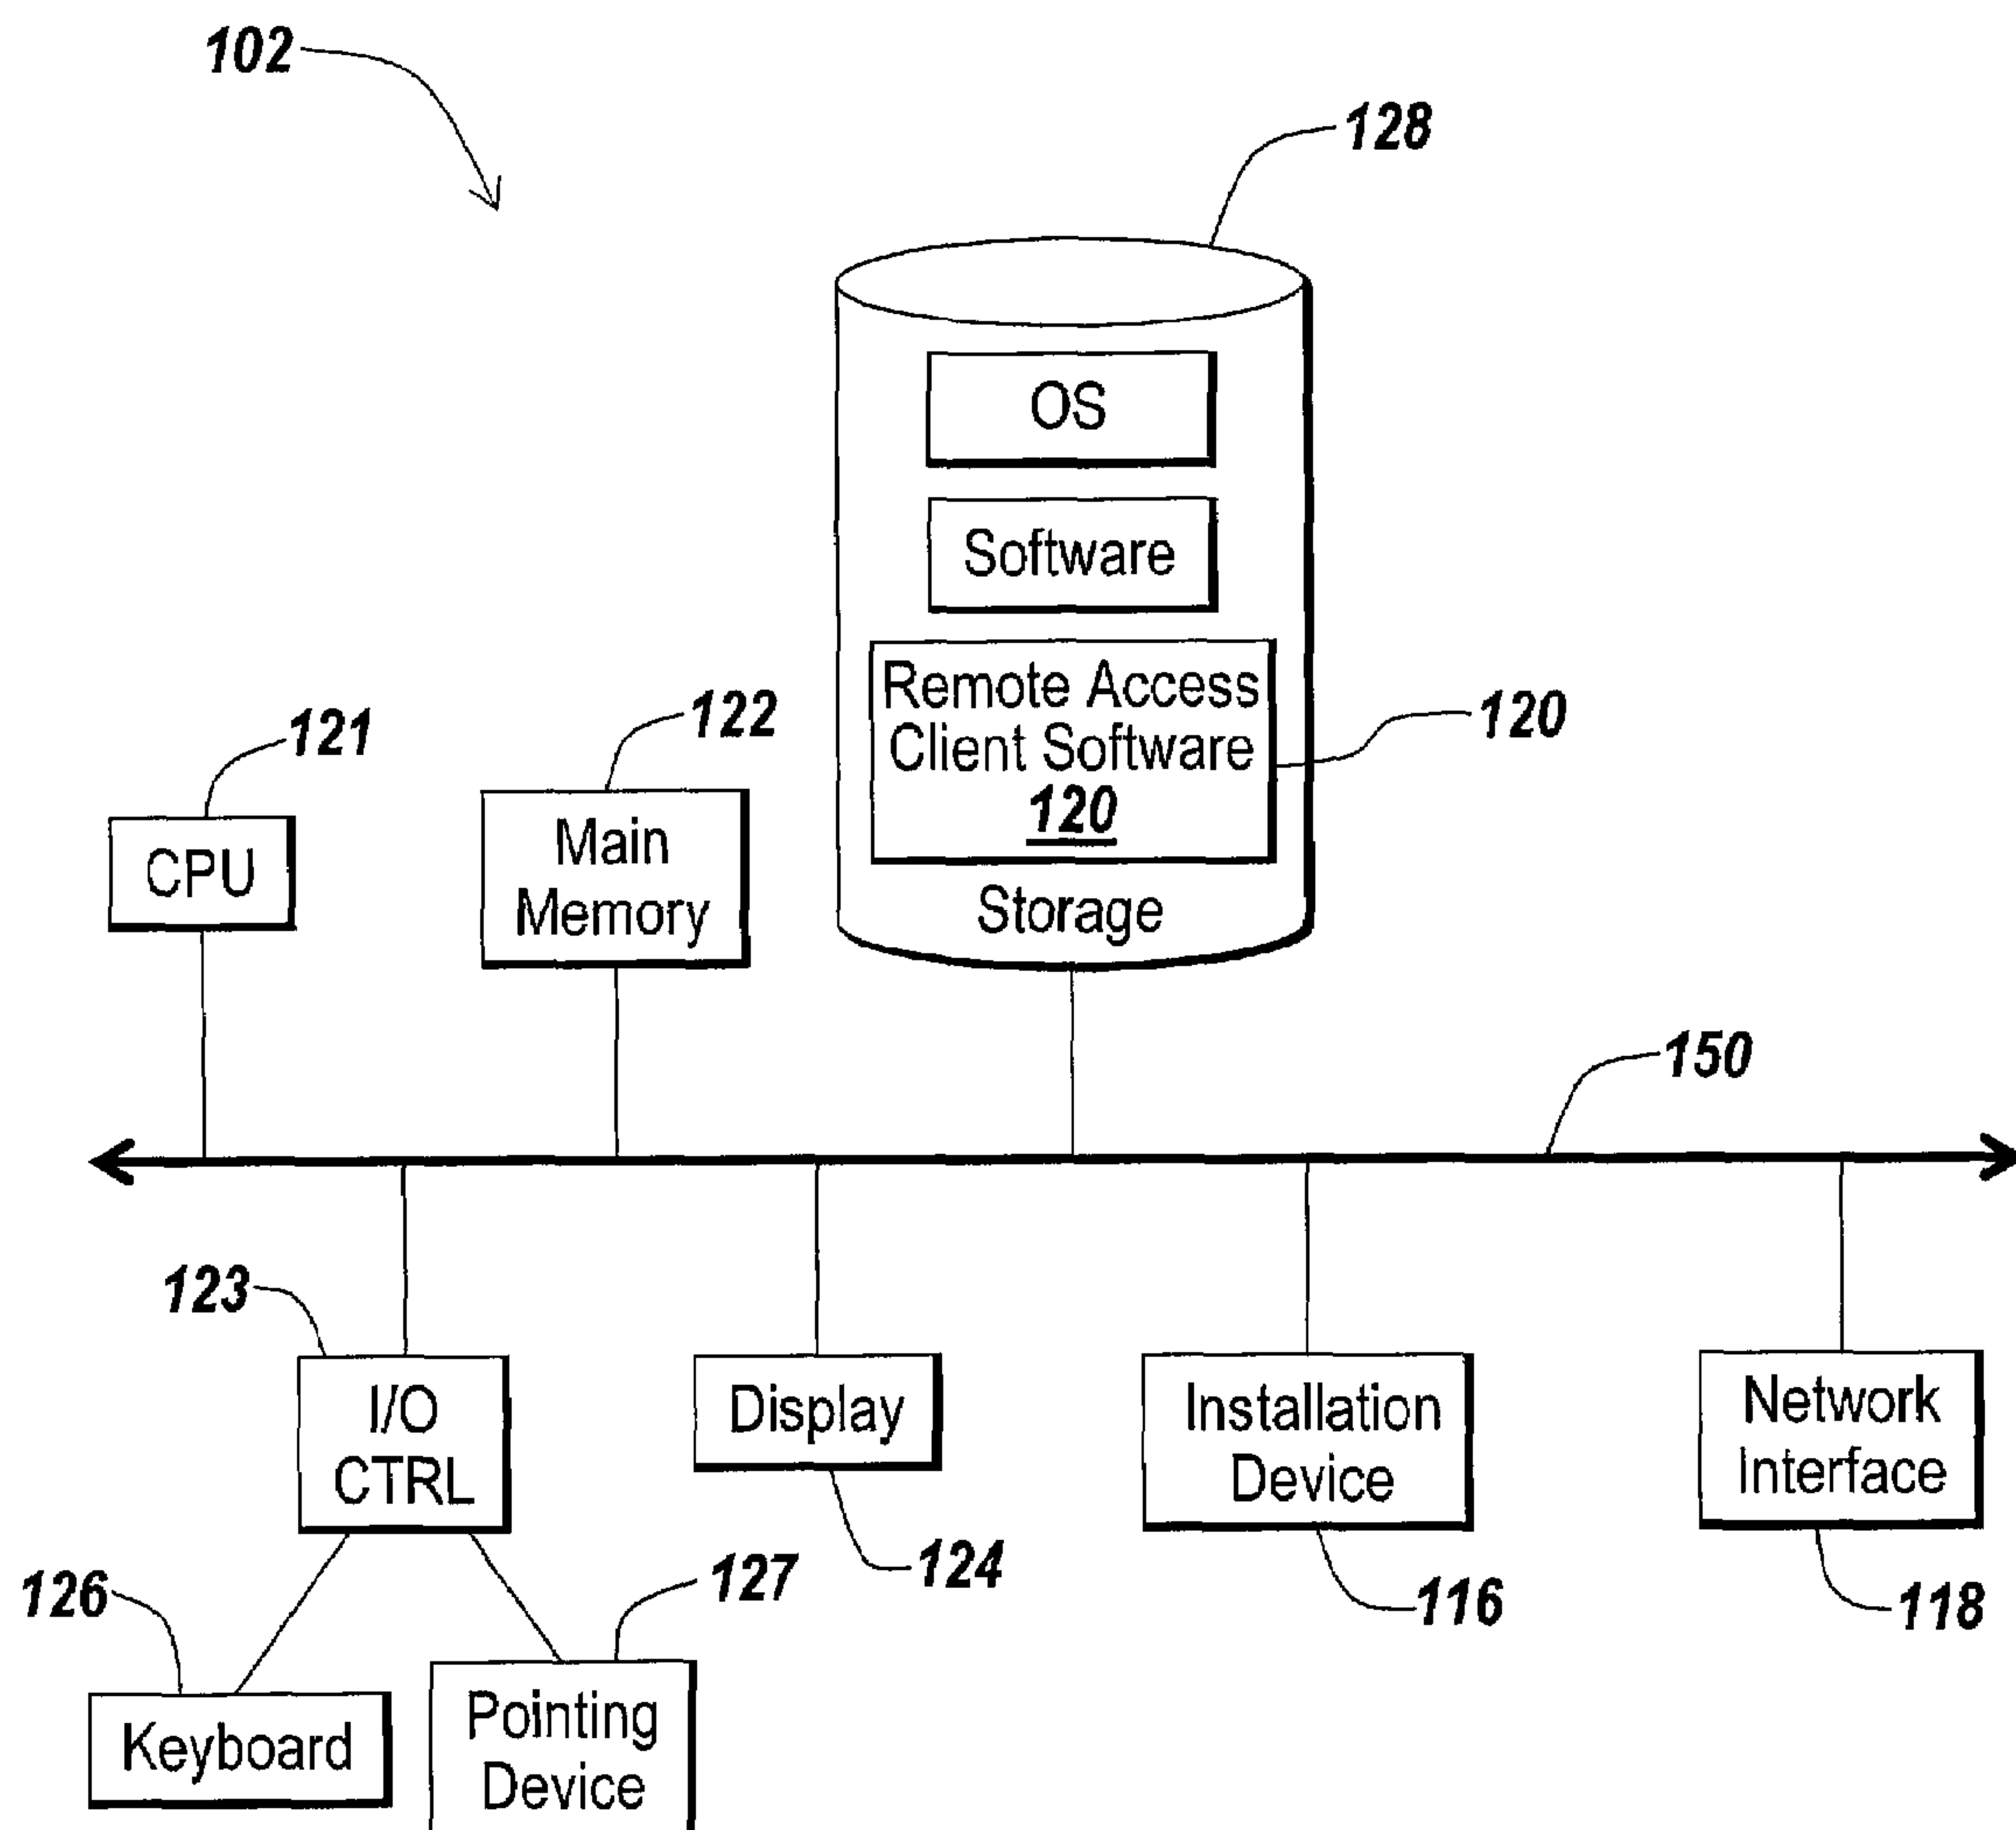 102
128
OS
Software
Remote Access
Client Software
120
120
Storage
121
122
CPU
Main
Memory
150
123
I/O
CTRL
Display
Installation
Device
Network
Interface
124
116
118
126
127
Keyboard
Pointing
Device